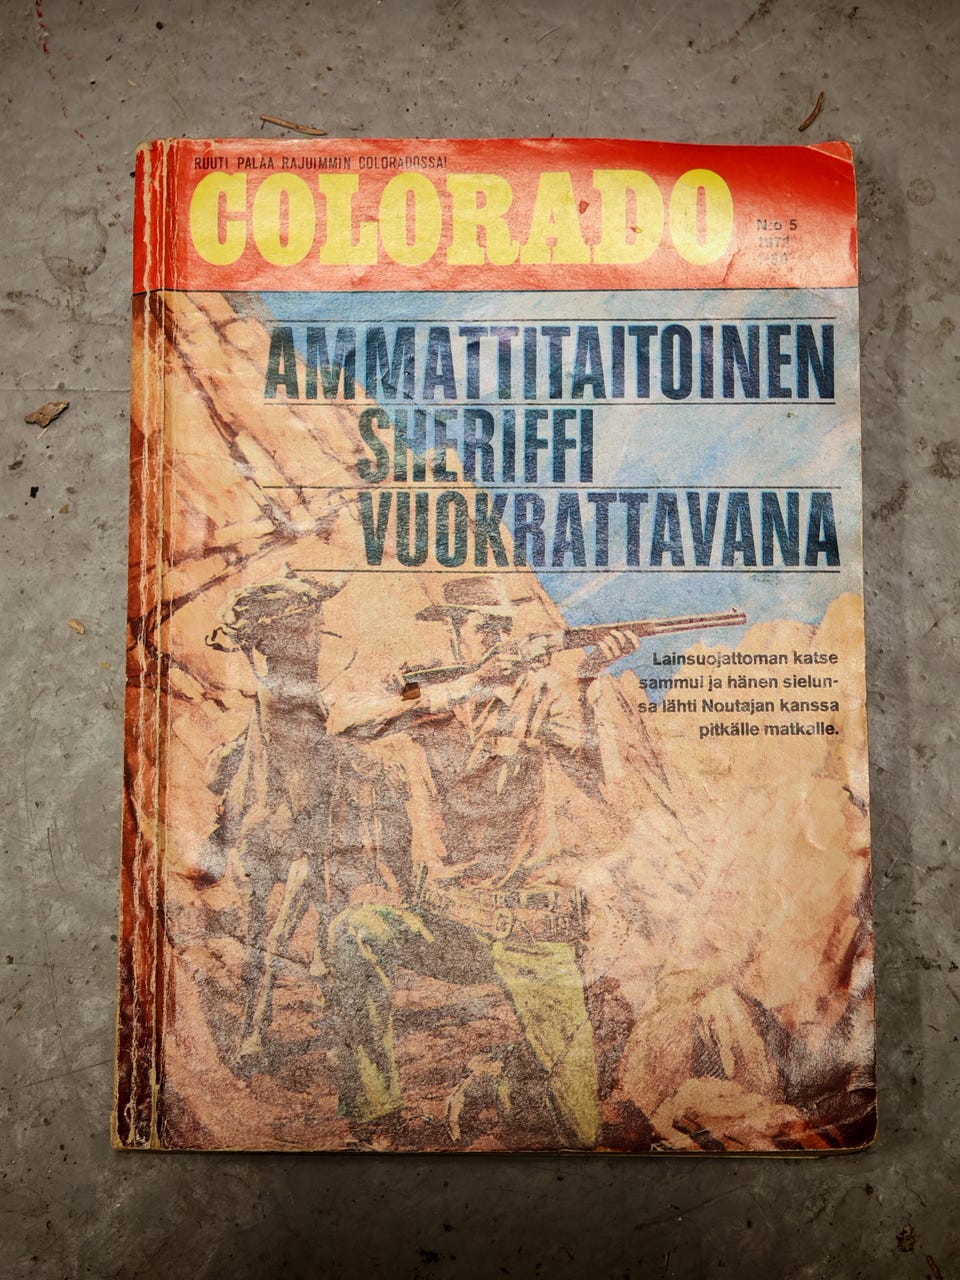 RUUTI PALAA RAJUIMMIN COLORADOSSA!
COLORADO
N:o 5
AMMATTITAITOINEN
SHERIFFI
VUOKRATTAVANA
Lainsuojattoman katse
sammui ja hänen sielun-
sa lähti Noutajan kanssa
pitkälle matkalle.